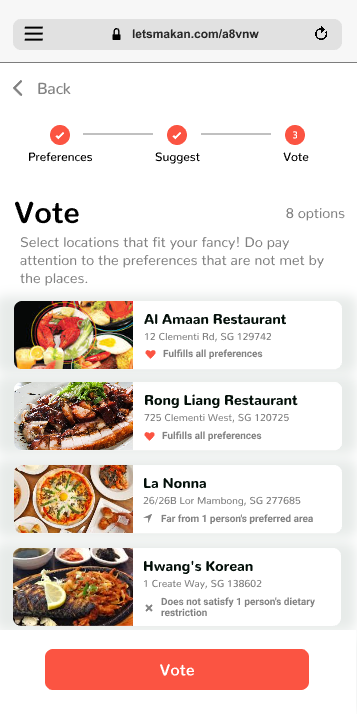 letsmakan.com/a8vnw
Back
3
Preferences
Suggest
Vote
Vote
8 options
Select locations that fit your fancy! Do pay
attention to the preferences that are not met by
the places.
Al Amaan Restaurant
12 Clementi Rd, SG 129742
Fulfills all preferences
Rong Liang Restaurant
725 Clementi West, SG 120725
Fulfills all preferences
La Nonna
26/26B Lor Mambong, SG 277685
Far from 1 person's preferred area
Hwang's Korean
1 Create Way, SG 138602
Does not satisfy 1 person's dietary
restriction
Vote